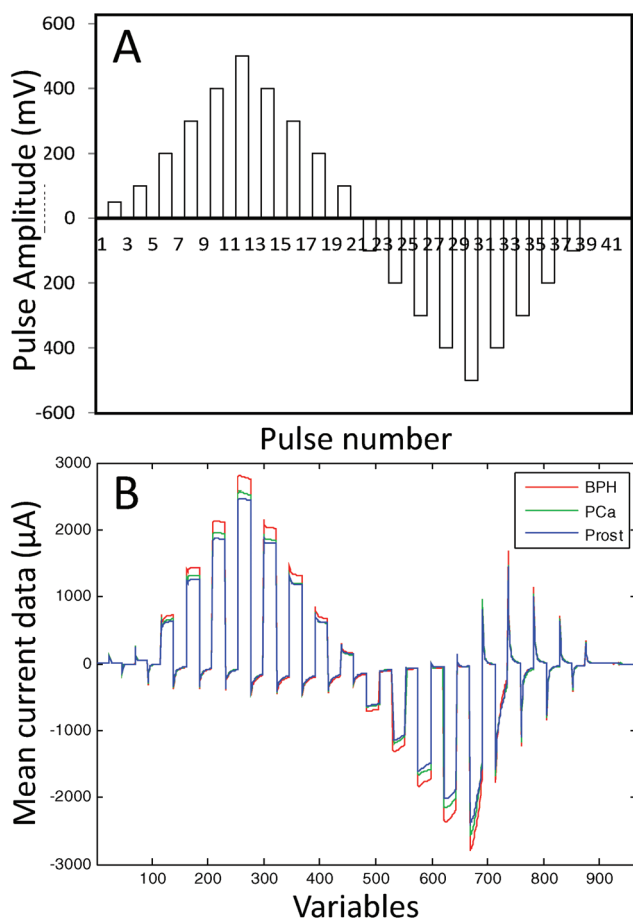 A
Pulse Amplitude (mV)
600
400
200
0
200
400
-600
1 3 5 7 9 11 13 15 17 19 21 23 25 27 29 31 33 35 37 39 41
Pulse number
B
Mean current data (µA)
3000
2000
1000
0
-1000
-2000
-3000
BPH
PCa
Prost
100 200 300 400 500 600 700 800 900
Variables